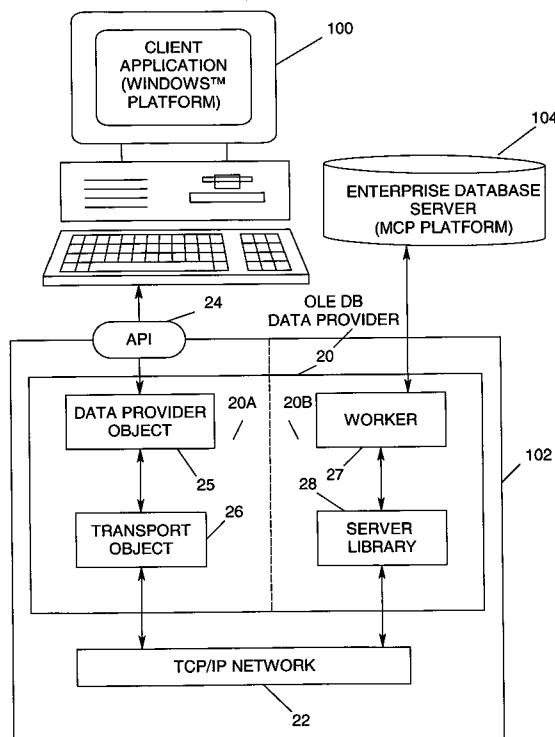 CLIENT
APPLICATION
(WINDOWS™
PLATFORM)
100
104
ENTERPRISE DATABASE
SERVER
(MCP PLATFORM)
24
API
OLE DB
DATA PROVIDER
20
DATA PROVIDER
OBJECT
20A
20B
WORKER
25
27
102
26
28
TRANSPORT
OBJECT
SERVER
LIBRARY
TCP/IP NETWORK
22